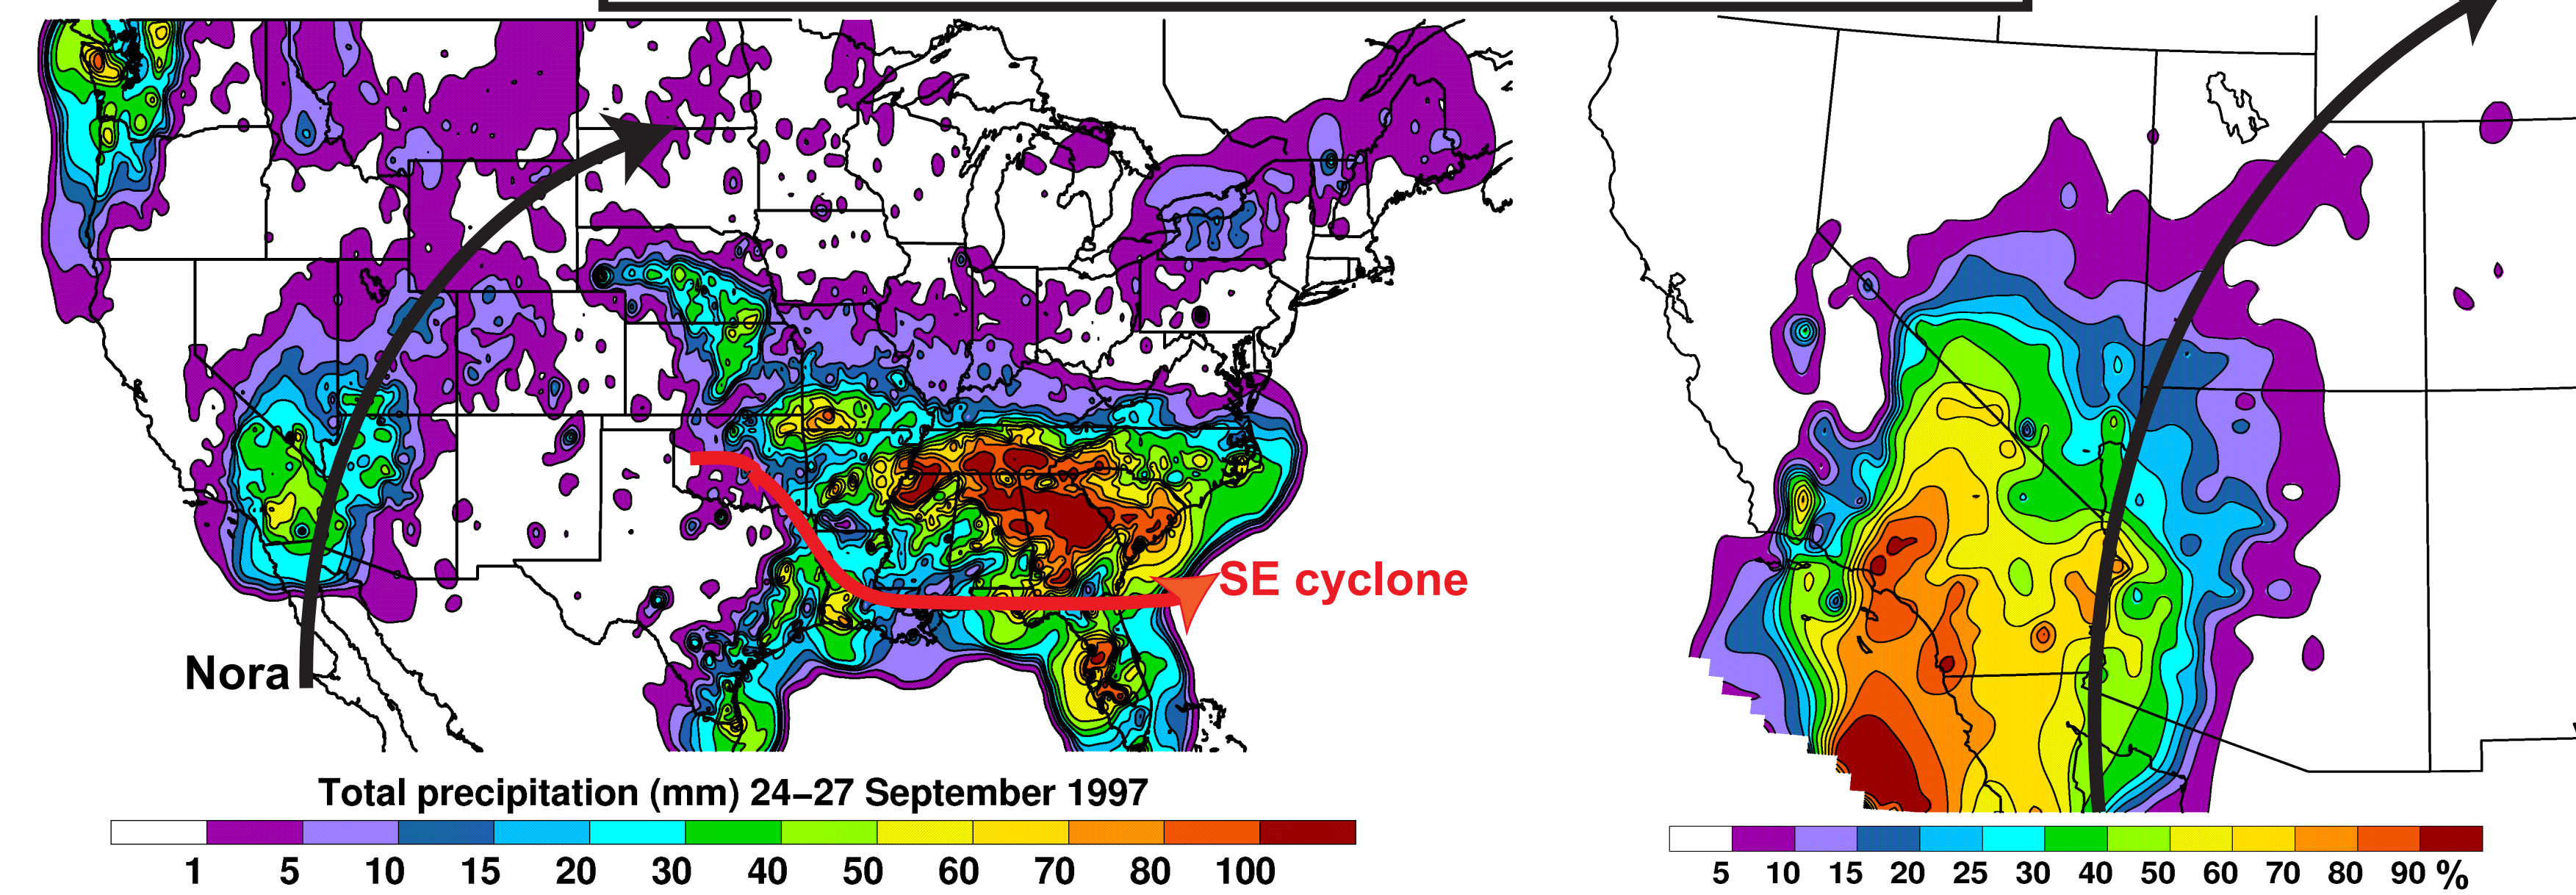 SE cyclone
Nora
Total precipitation (mm) 24–27 September 1997
1 5 10 15 20 30 40 50 60 70 80 100
5 10 15 20 25 30 40 50 60 70 80 90 %